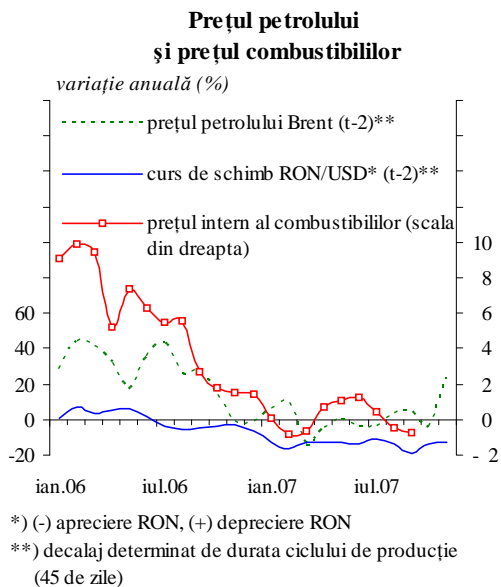 Prețul petrolului
și prețul combustibililor
variație anuală (%)
prețul petrolului Brent (t-2)**
curs de schimb RON/USD* (t-2)**
prețul intern al combustibililor (scala
din dreapta)
60
40
20
0
-20
10
8
6
4
2
0
- 2
ian.06
iul.06
ian.07
iul.07
*) (-) apreciere RON, (+) depreciere RON
**) decalaj determinat de durata ciclului de producție
(45 de zile)